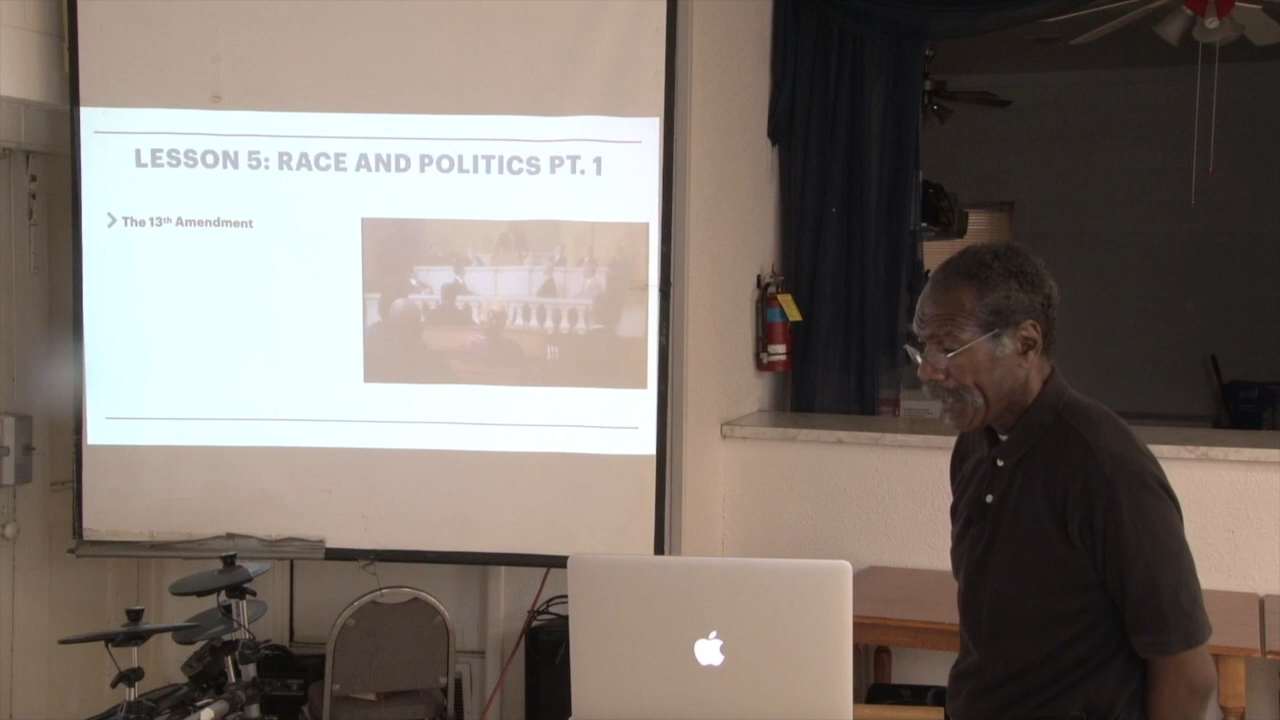 LESSON 5: RACE AND POLITICS PT. 1
The 13th Amendment